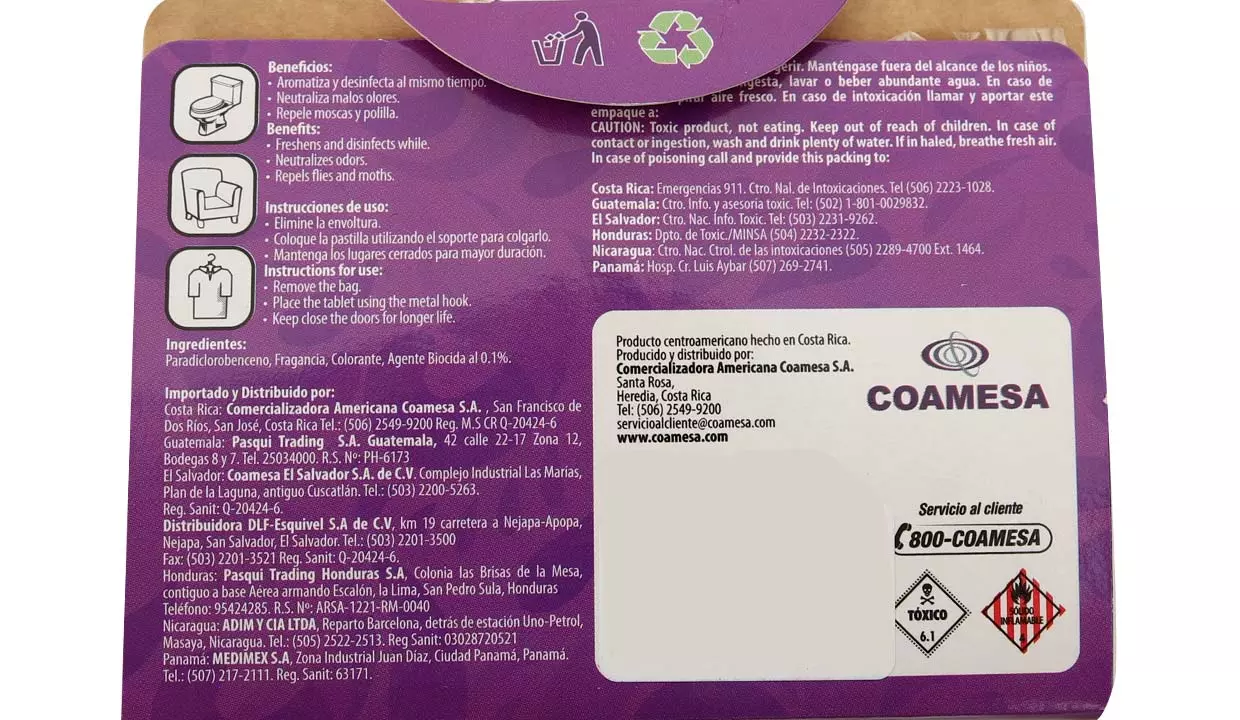 Beneficios:
• Aromatiza y desinfecta al mismo tiempo.
• Neutraliza malos olores.
• Repele moscas y polilla.
Benefits:
• Freshens and disinfects while.
• Neutralizes odors.
• Repels flies and moths.
Instrucciones de uso:
• Elimine la envoltura.
• Coloque la pastilla utilizando el soporte para colgarlo.
• Mantenga los lugares cerrados para mayor duración.
Instructions for use:
• Remove the bag.
• Place the tablet using the metal hook.
• Keep close the doors for longer life.
Ingredientes:
Paradiclorobenceno, Fragancia, Colorante, Agente Biocida al 0.1%.
Importado y Distribuido por:
Costa Rica: Comercializadora Americana Coamesa S.A. , San Francisco de
Dos Ríos, San José, Costa Rica Tel.: (506) 2549-9200 Reg. M.S CR Q-20424-6
Guatemala: Pasqui Trading S.A. Guatemala, 42 calle 22-17 Zona 12,
Bodegas 8 y 7. Tel. 25034000. R.S. Nº: PH-6173
El Salvador: Coamesa El Salvador S.A. de C.V. Complejo Industrial Las Marías,
Plan de la Laguna, antiguo Cuscatlán. Tel.: (503) 2200-5263.
Reg. Sanit: Q-20424-6.
Distribuidora DLF-Esquivel S.A de C.V, km 19 carretera a Nejapa-Apopa,
Nejapa, San Salvador, El Salvador. Tel.: (503) 2201-3500
Fax: (503) 2201-3521 Reg. Sanit: Q-20424-6.
Honduras: Pasqui Trading Honduras S.A, Colonia las Brisas de la Mesa,
contiguo a base Aérea armando Escalón, la Lima, San Pedro Sula, Honduras
Teléfono: 95424285. R.S. Nº: ARSA-1221-RM-0040
Nicaragua: ADIM Y CIA LTDA, Reparto Barcelona, detrás de estación Uno-Petrol,
Masaya, Nicaragua. Tel.: (505) 2522-2513. Reg Sanit: 03028720521
Panamá: MEDIMEX S.A, Zona Industrial Juan Díaz, Ciudad Panamá, Panamá.
Tel.: (507) 217-2111. Reg. Sanit: 63171.
Manténgase fuera del alcance de los niños.
lavar o beber abundante agua. En caso de
aire fresco. En caso de intoxicación llamar y aportar este
empaque a:
CAUTION: Toxic product, not eating. Keep out of reach of children. In case of
contact or ingestion, wash and drink plenty of water. If in haled, breathe fresh air.
In case of poisoning call and provide this packing to:
Costa Rica: Emergencias 911. Ctro. Nal. de Intoxicaciones. Tel (506) 2223-1028.
Guatemala: Ctro. Info. y asesoría toxic. Tel: (502) 1-801-0029832.
El Salvador: Ctro. Nac. Info. Toxic. Tel: (503) 2231-9262.
Honduras: Dpto. de Toxic./MINSA (504) 2232-2322.
Nicaragua: Ctro. Nac. Ctrol. de las intoxicaciones (505) 2289-4700 Ext. 1464.
Panamá: Hosp. Cr. Luis Aybar (507) 269-2741.
Producto centroamericano hecho en Costa Rica.
Producido y distribuido por:
Comercializadora Americana Coamesa S.A.
Santa Rosa,
Heredia, Costa Rica
Tel: (506) 2549-9200
servicioalcliente@coamesa.com
www.coamesa.com
COAMESA
Servicio al cliente
800-COAMESA
TÓXICO
6.1
SÓLIDO
INFLAMABLE
4